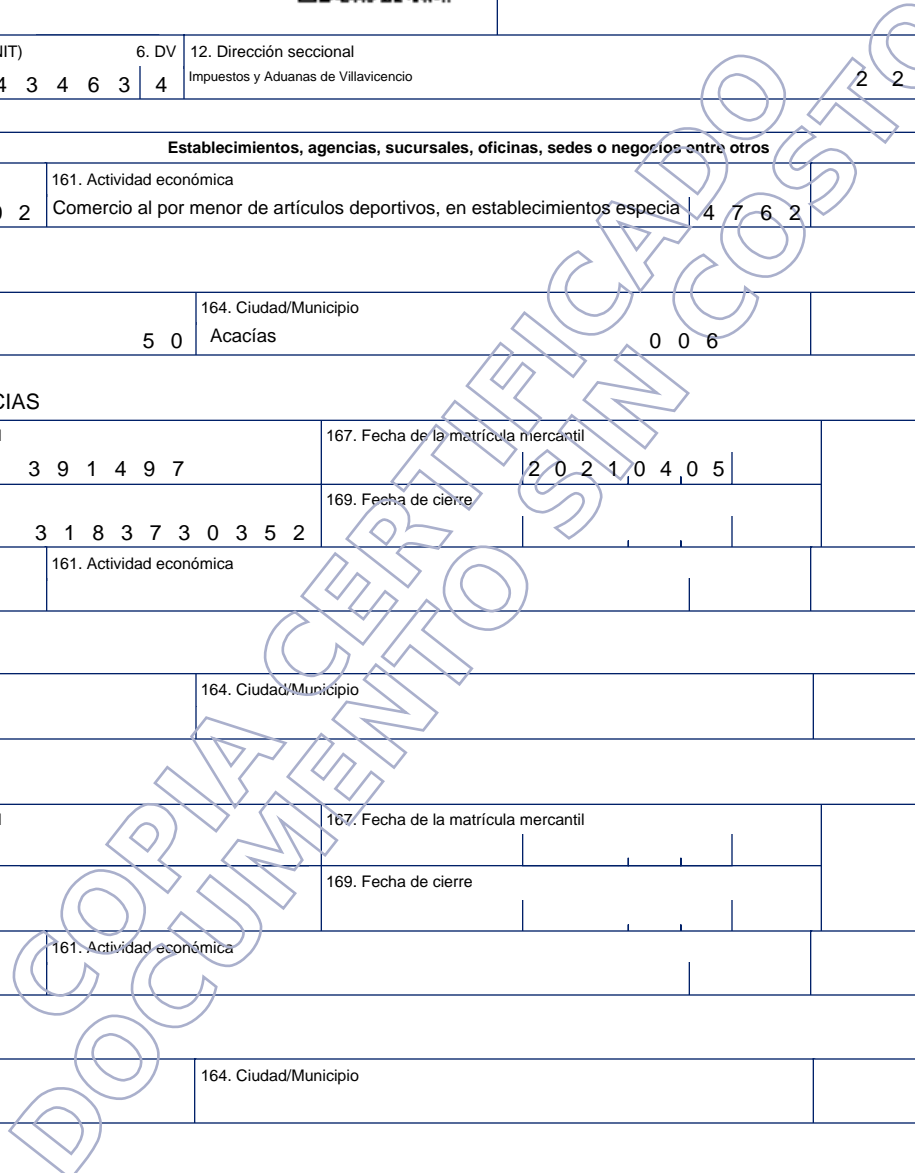 6. DV 12. Dirección seccional
3 4 6 3 4 Impuestos y Aduanas de Villavicencio 2 2
Establecimientos, agencias, sucursales, oficinas, sedes o negocios entre otros
161. Actividad económica
2 Comercio al por menor de artículos deportivos, en establecimientos especia 4 7 6 2
164. Ciudad/Municipio
5 0 Acacías 0 0 6
CIAS
167. Fecha de la matrícula mercantil
3 9 1 4 9 7 2 0 2 1 0 4 0 5
169. Fecha de cierre
3 1 8 3 7 3 0 3 5 2
161. Actividad económica
164. Ciudad/Municipio
167. Fecha de la matrícula mercantil
169. Fecha de cierre
161. Actividad económica
164. Ciudad/Municipio
COPIA CERTIFICADO
DOCUMENTO SIN COSTO